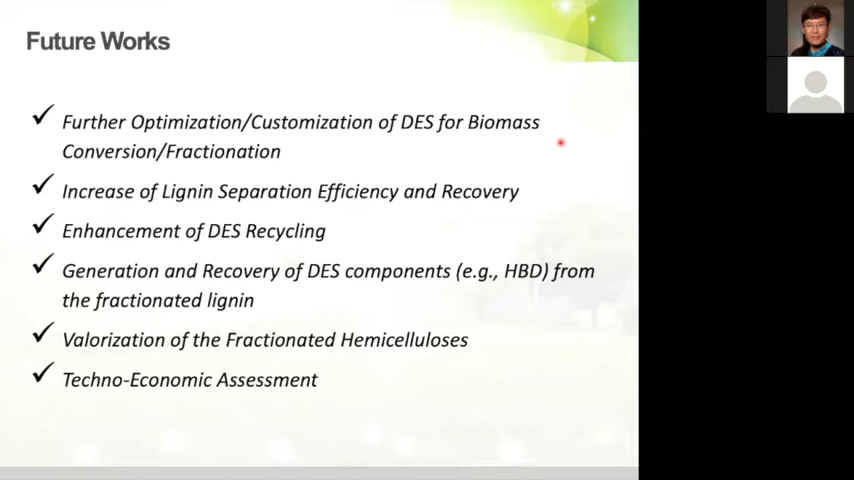 Future Works
✓ Further Optimization/Customization of DES for Biomass
Conversion/Fractionation
✓ Increase of Lignin Separation Efficiency and Recovery
✓ Enhancement of DES Recycling
✓ Generation and Recovery of DES components (e.g., HBD) from
the fractionated lignin
✓ Valorization of the Fractionated Hemicelluloses
✓ Techno-Economic Assessment